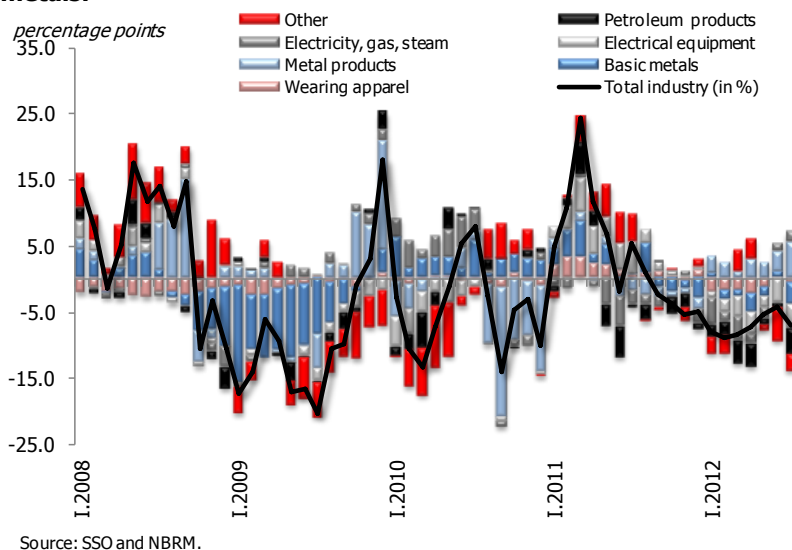 metals.
percentage points
Other
Petroleum products
Electricity, gas, steam
Electrical equipment
Metal products
Basic metals
Wearing apparel
Total industry (in %)
35.0
25.0
15.0
5.0
-5.0
-15.0
-25.0
I.2008
I.2009
I.2010
I.2011
I.2012
Source: SSO and NBRM.